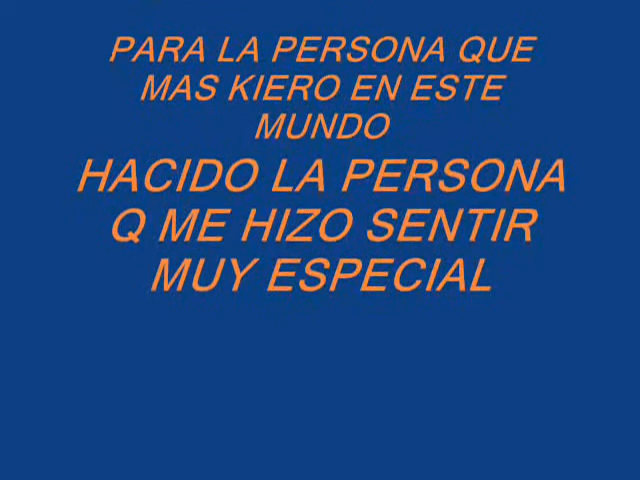 PARA LA PERSONA QUE
MAS KIERO EN ESTE
MUNDO
HACIDO LA PERSONA
Q ME HIZO SENTIR
MUY ESPECIAL